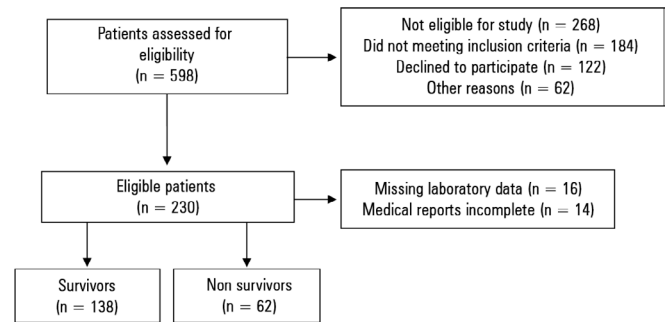 Patients assessed for
eligibility
(n = 598)
Not eligible for study (n = 268)
Did not meeting inclusion criteria (n = 184)
Declined to participate (n = 122)
Other reasons (n = 62)
Eligible patients
(n = 230)
Missing laboratory data (n = 16)
Medical reports incomplete (n = 14)
Survivors
(n = 138)
Non survivors
(n = 62)